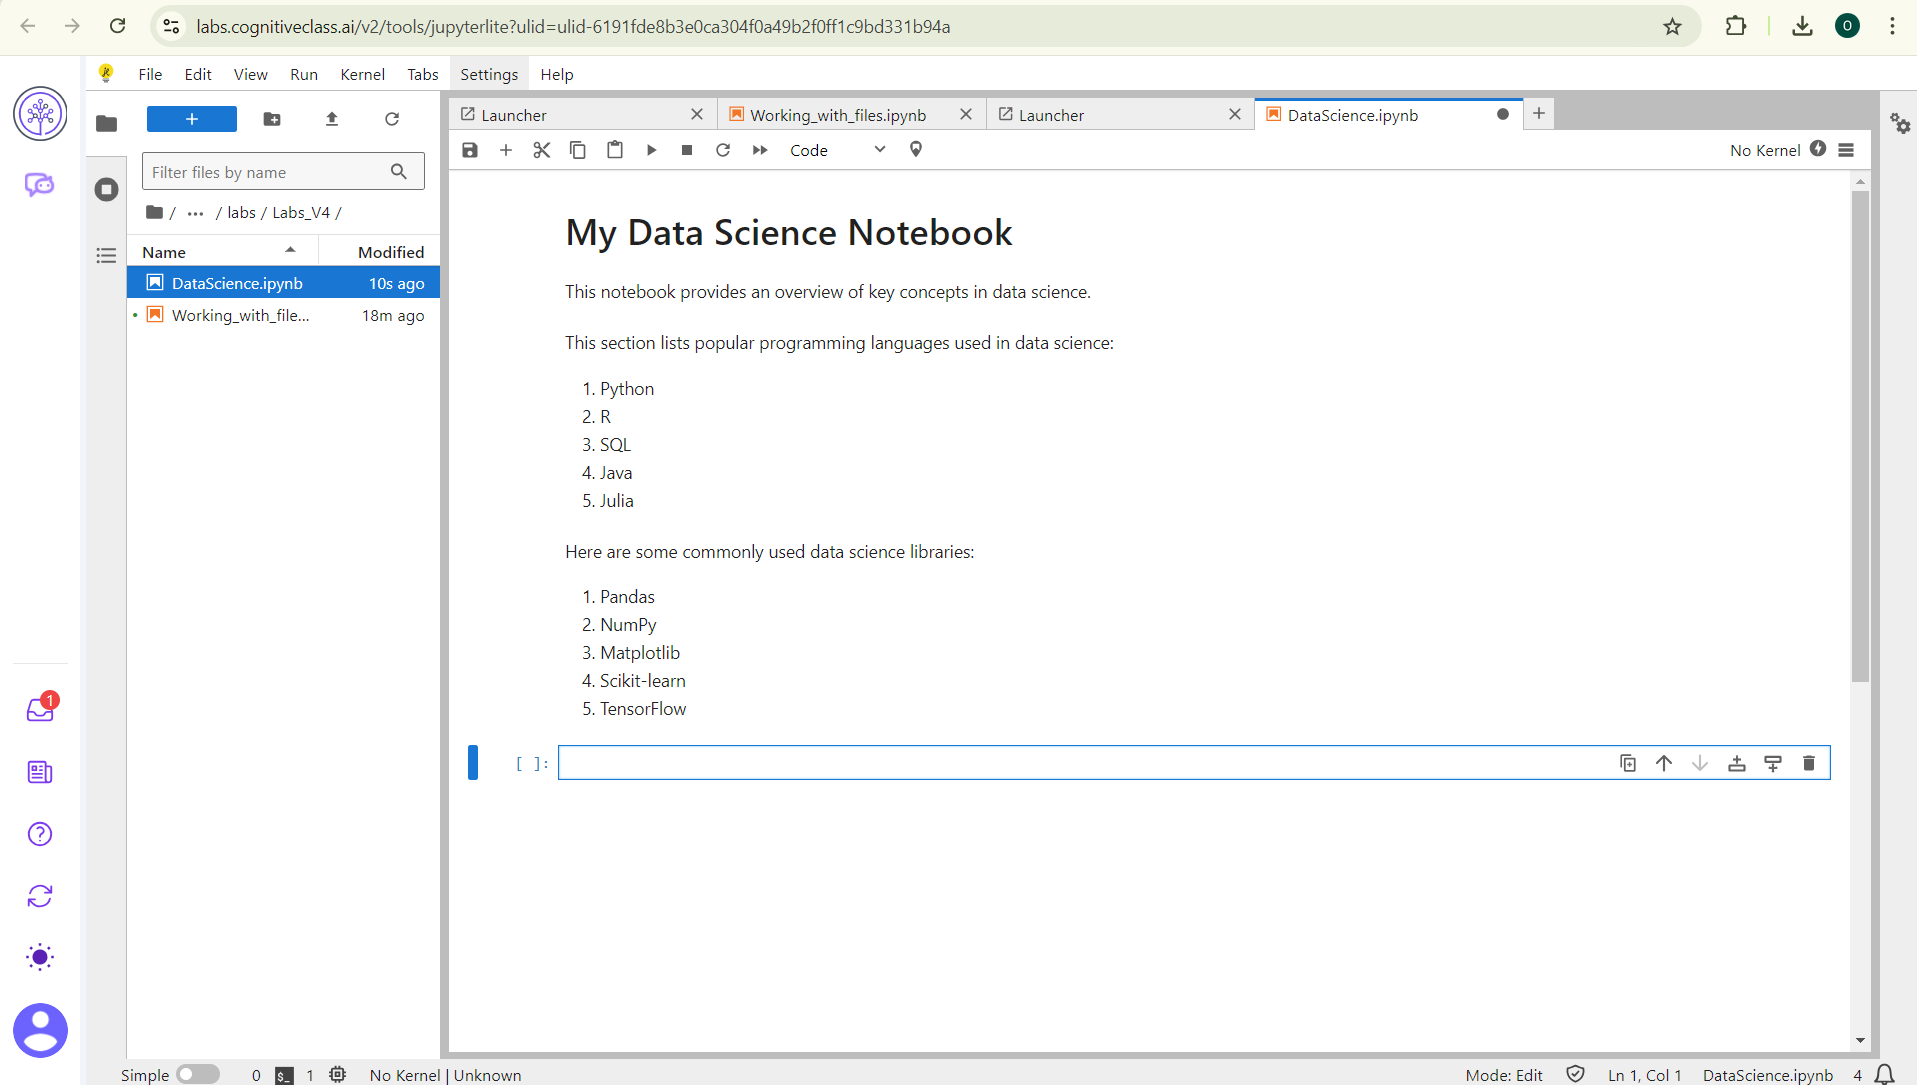 labs.cognitiveclass.ai/v2/tools/jupyterlite?ulid=ulid-6191fde8b3e0ca304f0a49b2f0ff1c9bd331b94a
O
File Edit View Run Kernel Tabs Settings Help
Launcher Working_with_files.ipynb Launcher DataScience.ipynb
Code No Kernel
Filter files by name
/ ... / labs / Labs_V4 /
Name Modified
DataScience.ipynb 10s ago
Working_with_file... 18m ago
My Data Science Notebook
This notebook provides an overview of key concepts in data science.
This section lists popular programming languages used in data science:
1. Python
2. R
3. SQL
4. Java
5. Julia
Here are some commonly used data science libraries:
1. Pandas
2. NumPy
3. Matplotlib
4. Scikit-learn
5. TensorFlow
[ ]:
1
Simple 0 $_ 1 No Kernel | Unknown Mode: Edit Ln 1, Col 1 DataScience.ipynb 4